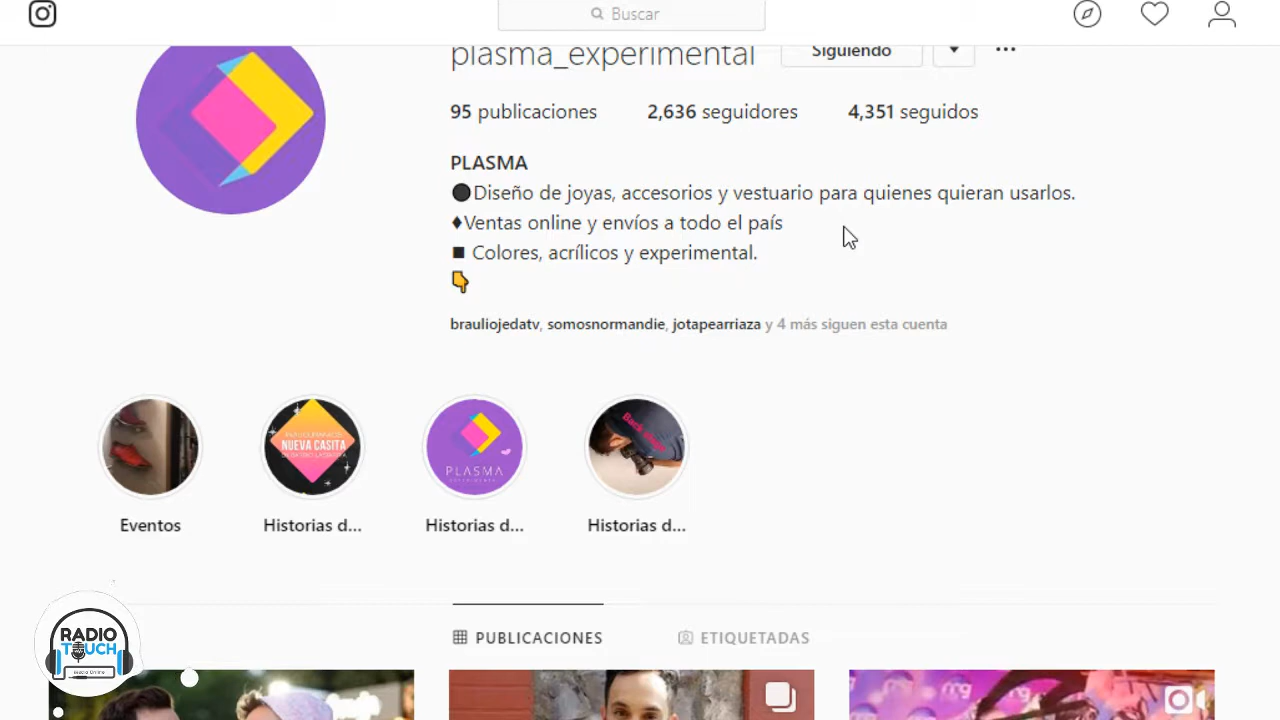 Buscar
plasma_experimental Siguiendo
95 publicaciones 2,636 seguidores 4,351 seguidos
PLASMA
Diseño de joyas, accesorios y vestuario para quienes quieran usarlos.
Ventas online y envíos a todo el país
Colores, acrílicos y experimental.
brauliojedatv, somosnormandie, jotapearriaza y 4 más siguen esta cuenta
NUEVA CASITA
PLASMA
Back stage
Eventos Historias d... Historias d... Historias d...
RADIO
TOUCH
PUBLICACIONES ETIQUETADAS